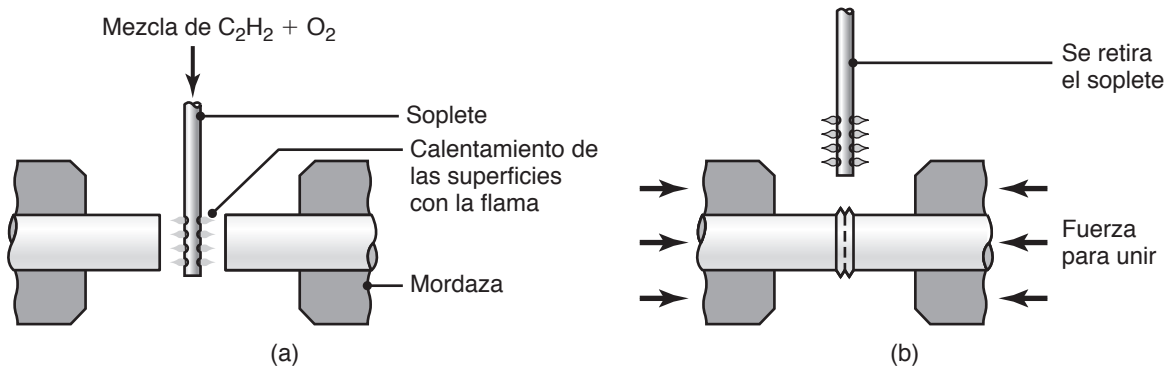 Mezcla de C₂H₂ + O₂
Soplete
Calentamiento de
las superficies
con la flama
Mordaza
(a)
Se retira
el soplete
Fuerza
para unir
(b)